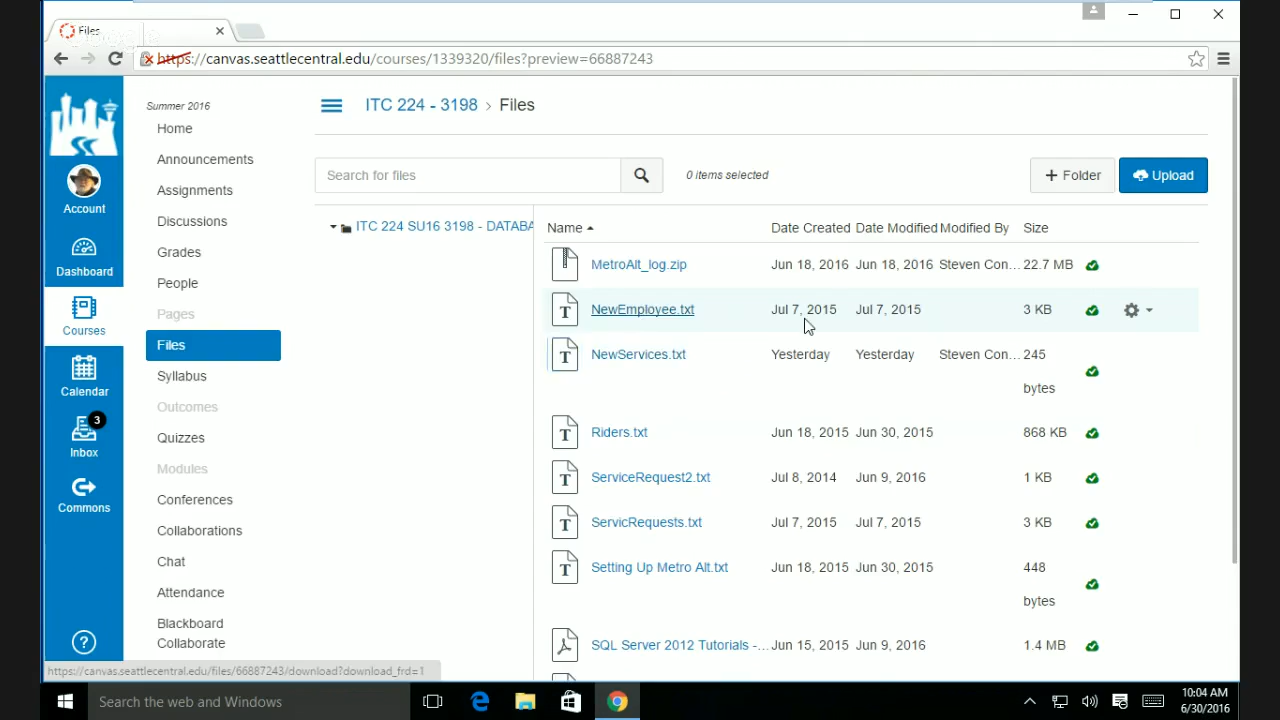 Files
https://canvas.seattlecentral.edu/courses/1339320/files?preview=66887243
Account
Dashboard
Courses
Calendar
3
Inbox
Commons
?
Summer 2016
Home
Announcements
Assignments
Discussions
Grades
People
Pages
Files
Syllabus
Outcomes
Quizzes
Modules
Conferences
Collaborations
Chat
Attendance
Blackboard
Collaborate
ITC 224 - 3198 › Files
Search for files
0 items selected
+ Folder
Upload
ITC 224 SU16 3198 - DATABA
Name Date Created Date Modified Modified By Size
MetroAlt_log.zip Jun 18, 2016 Jun 18, 2016 Steven Con... 22.7 MB
T NewEmployee.txt Jul 7, 2015 Jul 7, 2015 3 KB
T NewServices.txt Yesterday Yesterday Steven Con... 245
bytes
T Riders.txt Jun 18, 2015 Jun 30, 2015 868 KB
T ServiceRequest2.txt Jul 8, 2014 Jun 9, 2016 1 KB
T ServicRequests.txt Jul 7, 2015 Jul 7, 2015 3 KB
T Setting Up Metro Alt.txt Jun 18, 2015 Jun 30, 2015 448
bytes
SQL Server 2012 Tutorials -... Jun 15, 2015 Jun 9, 2016 1.4 MB
https://canvas.seattlecentral.edu/files/66887243/download?download_frd=1
Search the web and Windows
10:04 AM
6/30/2016